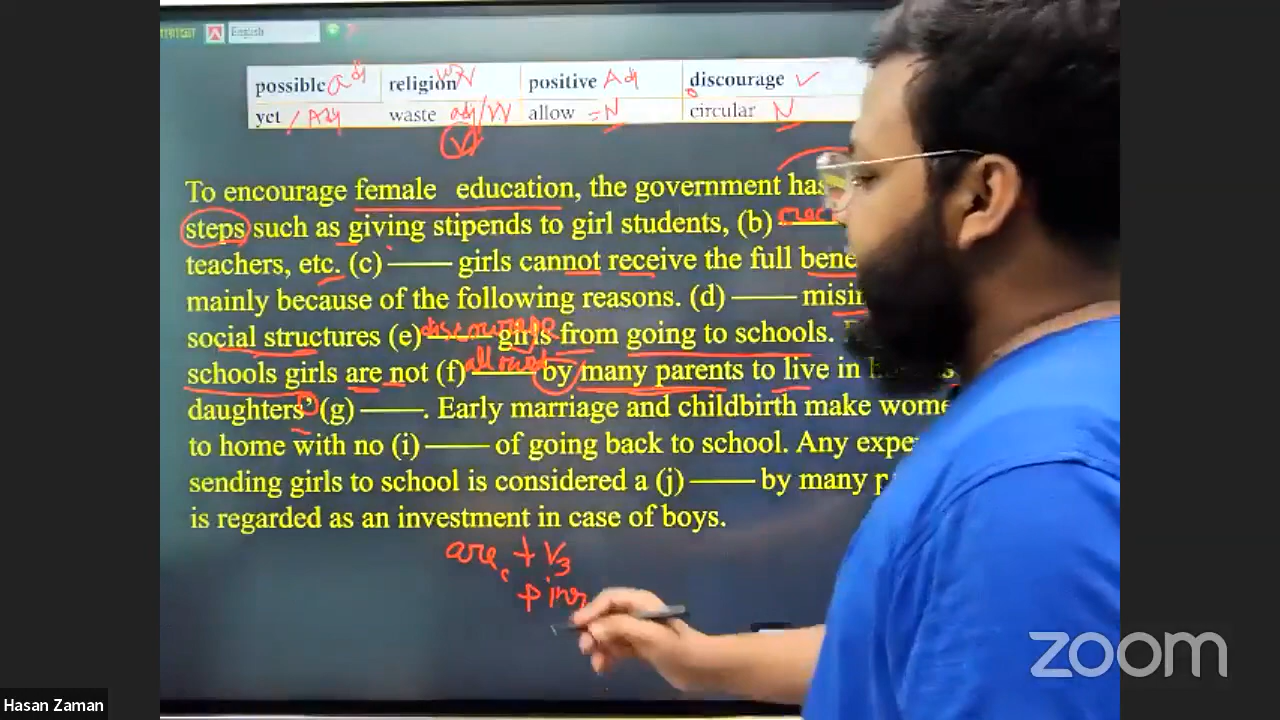 English
possible adj religion N positive Adj discourage
yet / Adj waste adj/N/V allow = N circular N
V
To encourage female education, the government has
steps such as giving stipends to girl students, (b)
teachers, etc. (c) —— girls cannot receive the full bene
mainly because of the following reasons. (d) —— misin
social structures (e) discourage girls from going to schools.
schools girls are not (f) allowed by many parents to live in
daughters' (g) ——. Early marriage and childbirth make wome
to home with no (i) —— of going back to school. Any expe
sending girls to school is considered a (j) —— by many p
is regarded as an investment in case of boys.
are + V3
+ ing
zoom
Hasan Zaman